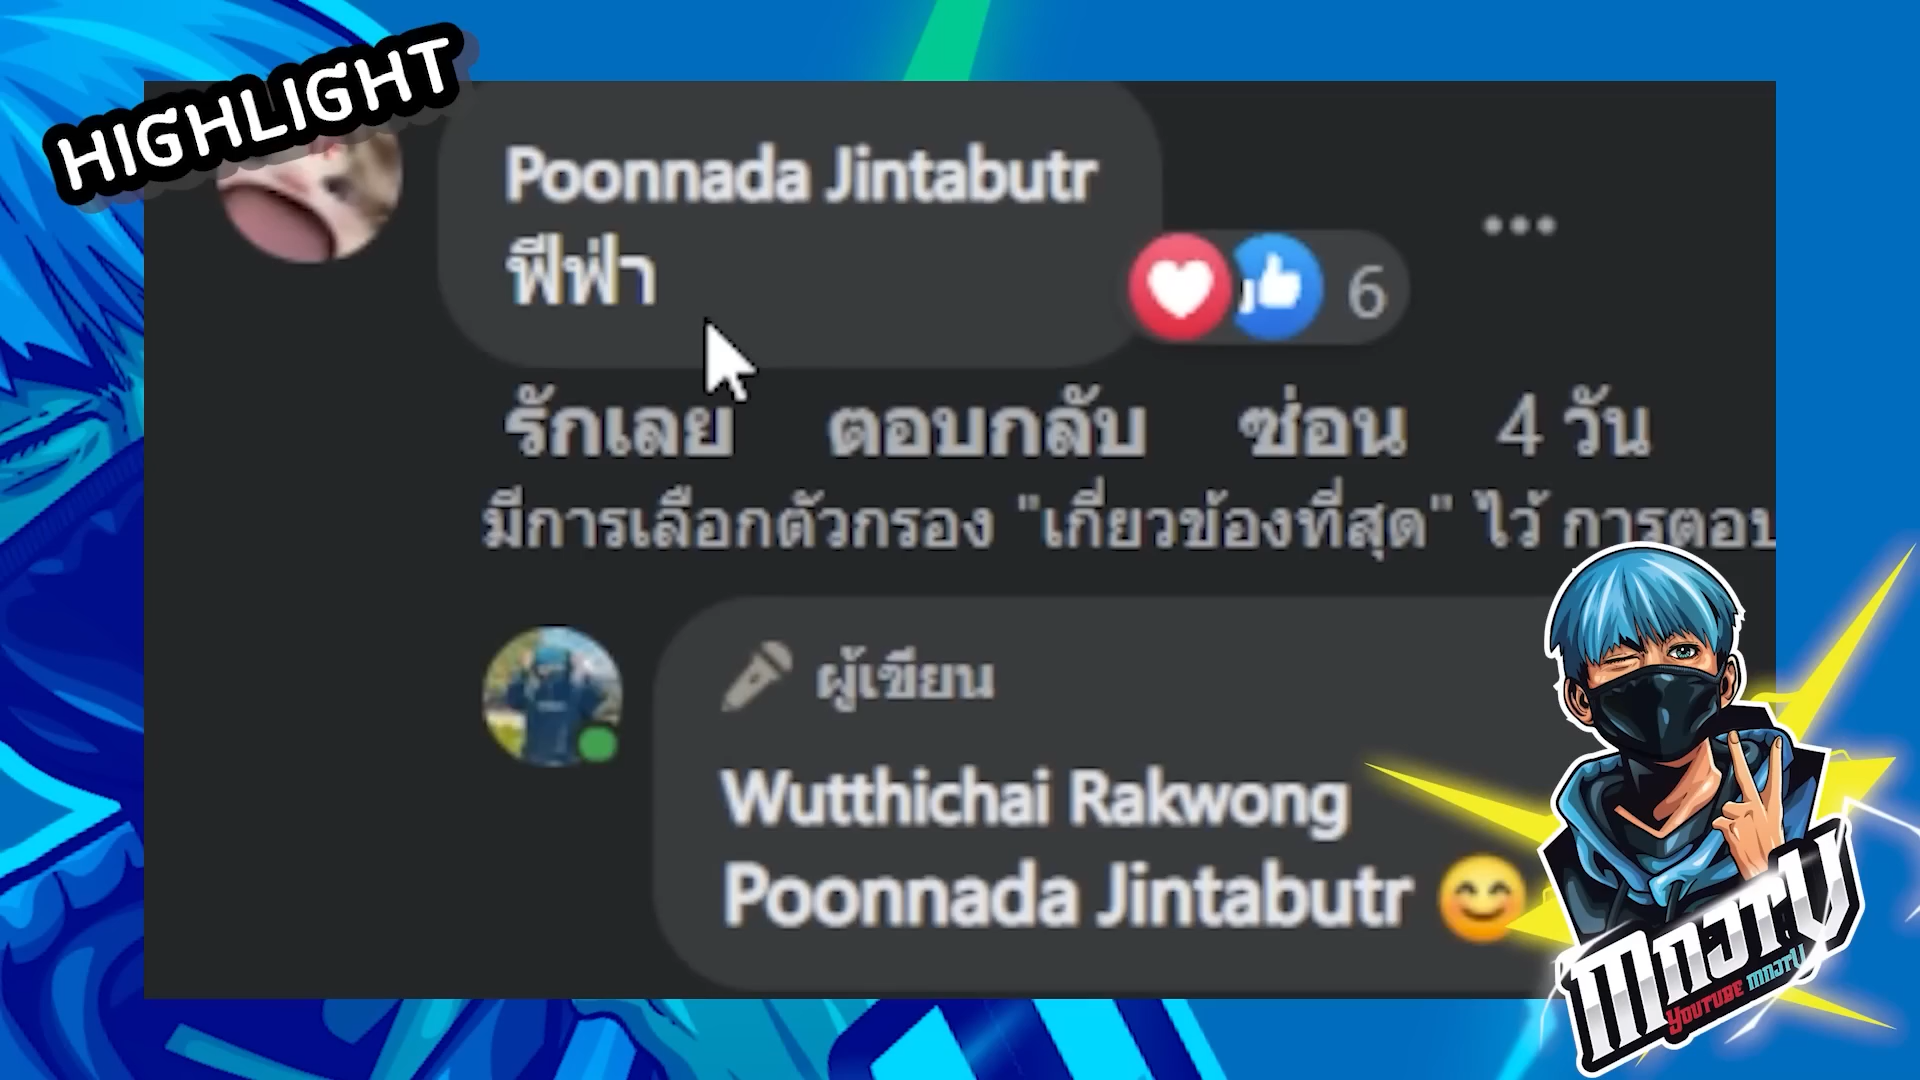 HIGHLIGHT
Poonnada Jintabutr
ฟีฟ่า
6
รักเลย ตอบกลับ ซ่อน 4 วัน
มีการเลือกตัวกรอง "เกี่ยวข้องที่สุด" ไว้ การตอบ
ผู้เขียน
Wutthichai Rakwong
Poonnada Jintabutr 😊
YOUTUBE